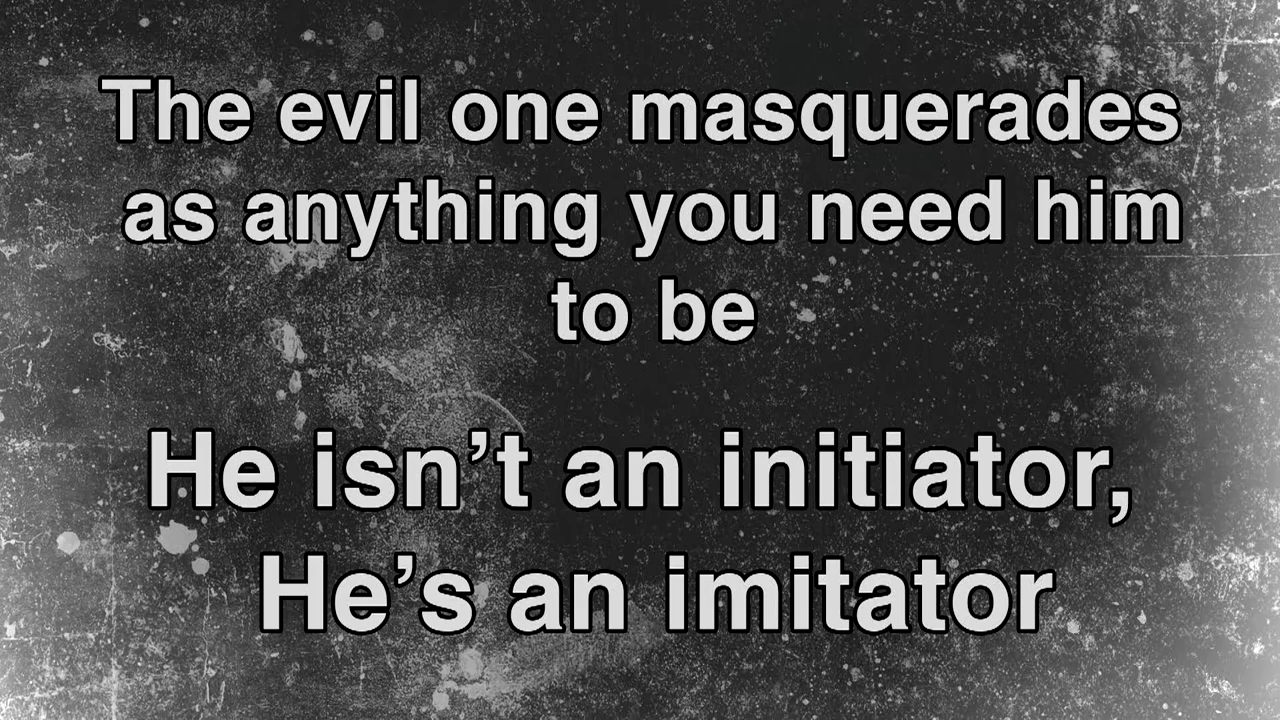 The evil one masquerades
as anything you need him
to be
He isn’t an initiator,
He’s an imitator